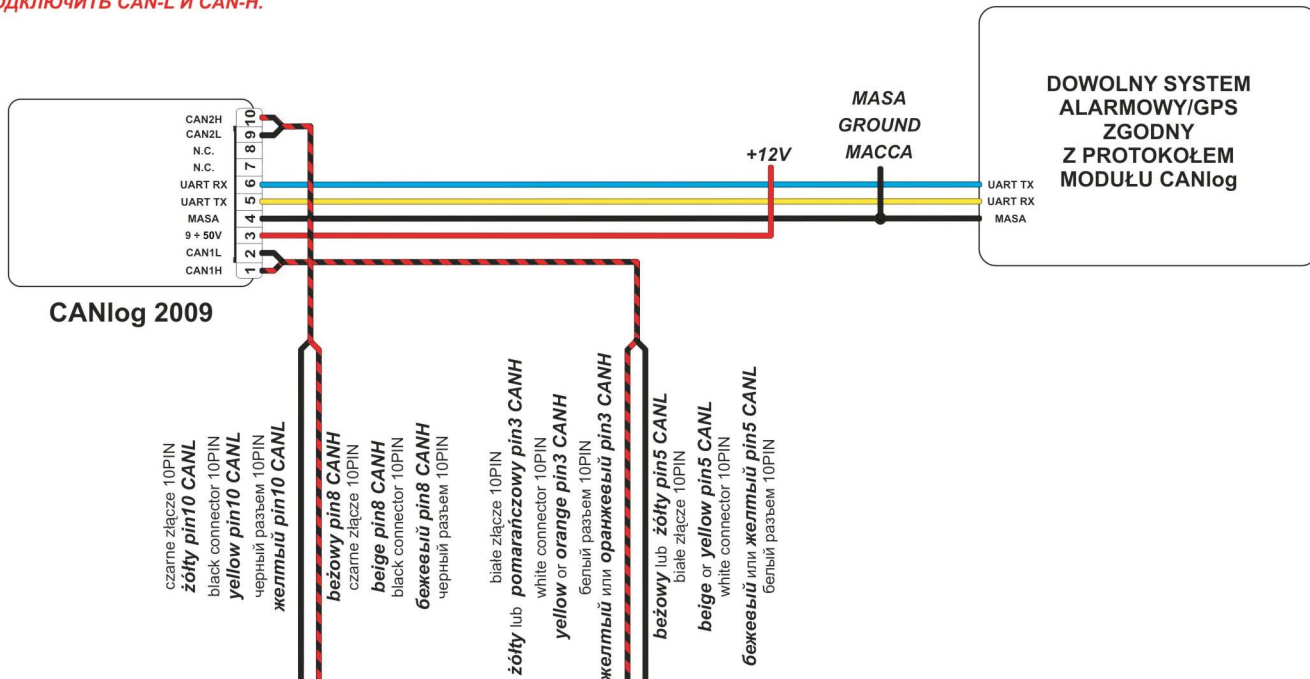 ПОДКЛЮЧИТЬ CAN-L И CAN-H.
CAN2H 10
CAN2L 9
N.C. 8
N.C. 7
UART RX 6
UART TX 5
MASA 4
9 ÷ 50V 3
CAN1L 2
CAN1H 1
CANlog 2009
+12V
MASA
GROUND
MACCA
DOWOLNY SYSTEM
ALARMOWY/GPS
ZGODNY
Z PROTOKOŁEM
MODUŁU CANlog
UART TX
UART RX
MASA
czarne złącze 10PIN
żółty pin10 CANL
black connector 10PIN
yellow pin10 CANL
черный разъем 10PIN
желтый pin10 CANL
beżowy pin8 CANH
czarne złącze 10PIN
beige pin8 CANH
black connector 10PIN
бежевый pin8 CANH
черный разъем 10PIN
białe złącze 10PIN
żółty lub pomarańczowy pin3 CANH
white connector 10PIN
yellow or orange pin3 CANH
белый разъем 10PIN
желтый или оранжевый pin3 CANH
beżowy lub żółty pin5 CANL
białe złącze 10PIN
beige or yellow pin5 CANL
white connector 10PIN
бежевый или желтый pin5 CANL
белый разъем 10PIN